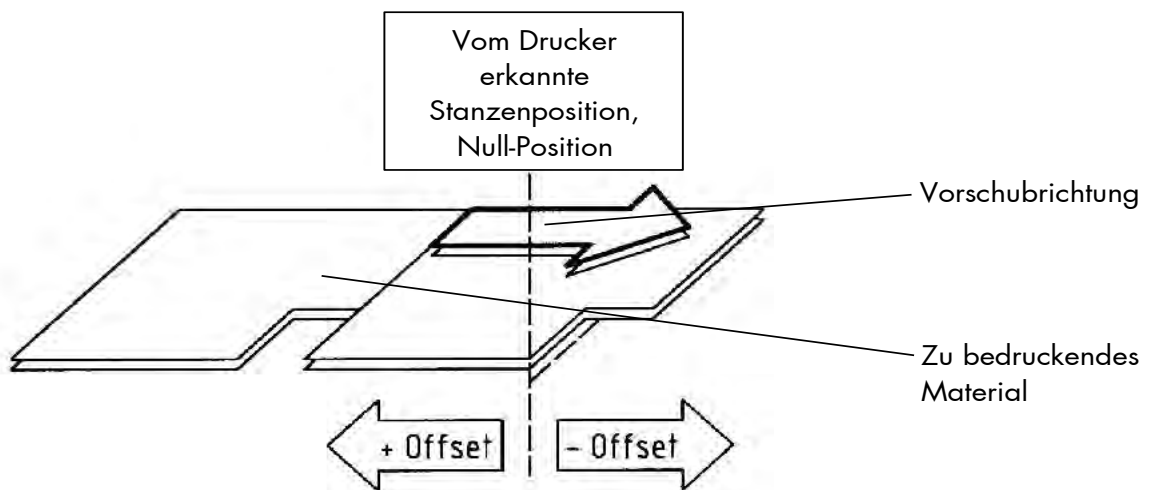 Vom Drucker
erkannte
Stanzenposition,
Null-Position
Vorschubrichtung
Zu bedruckendes
Material
+ Offset
- Offset